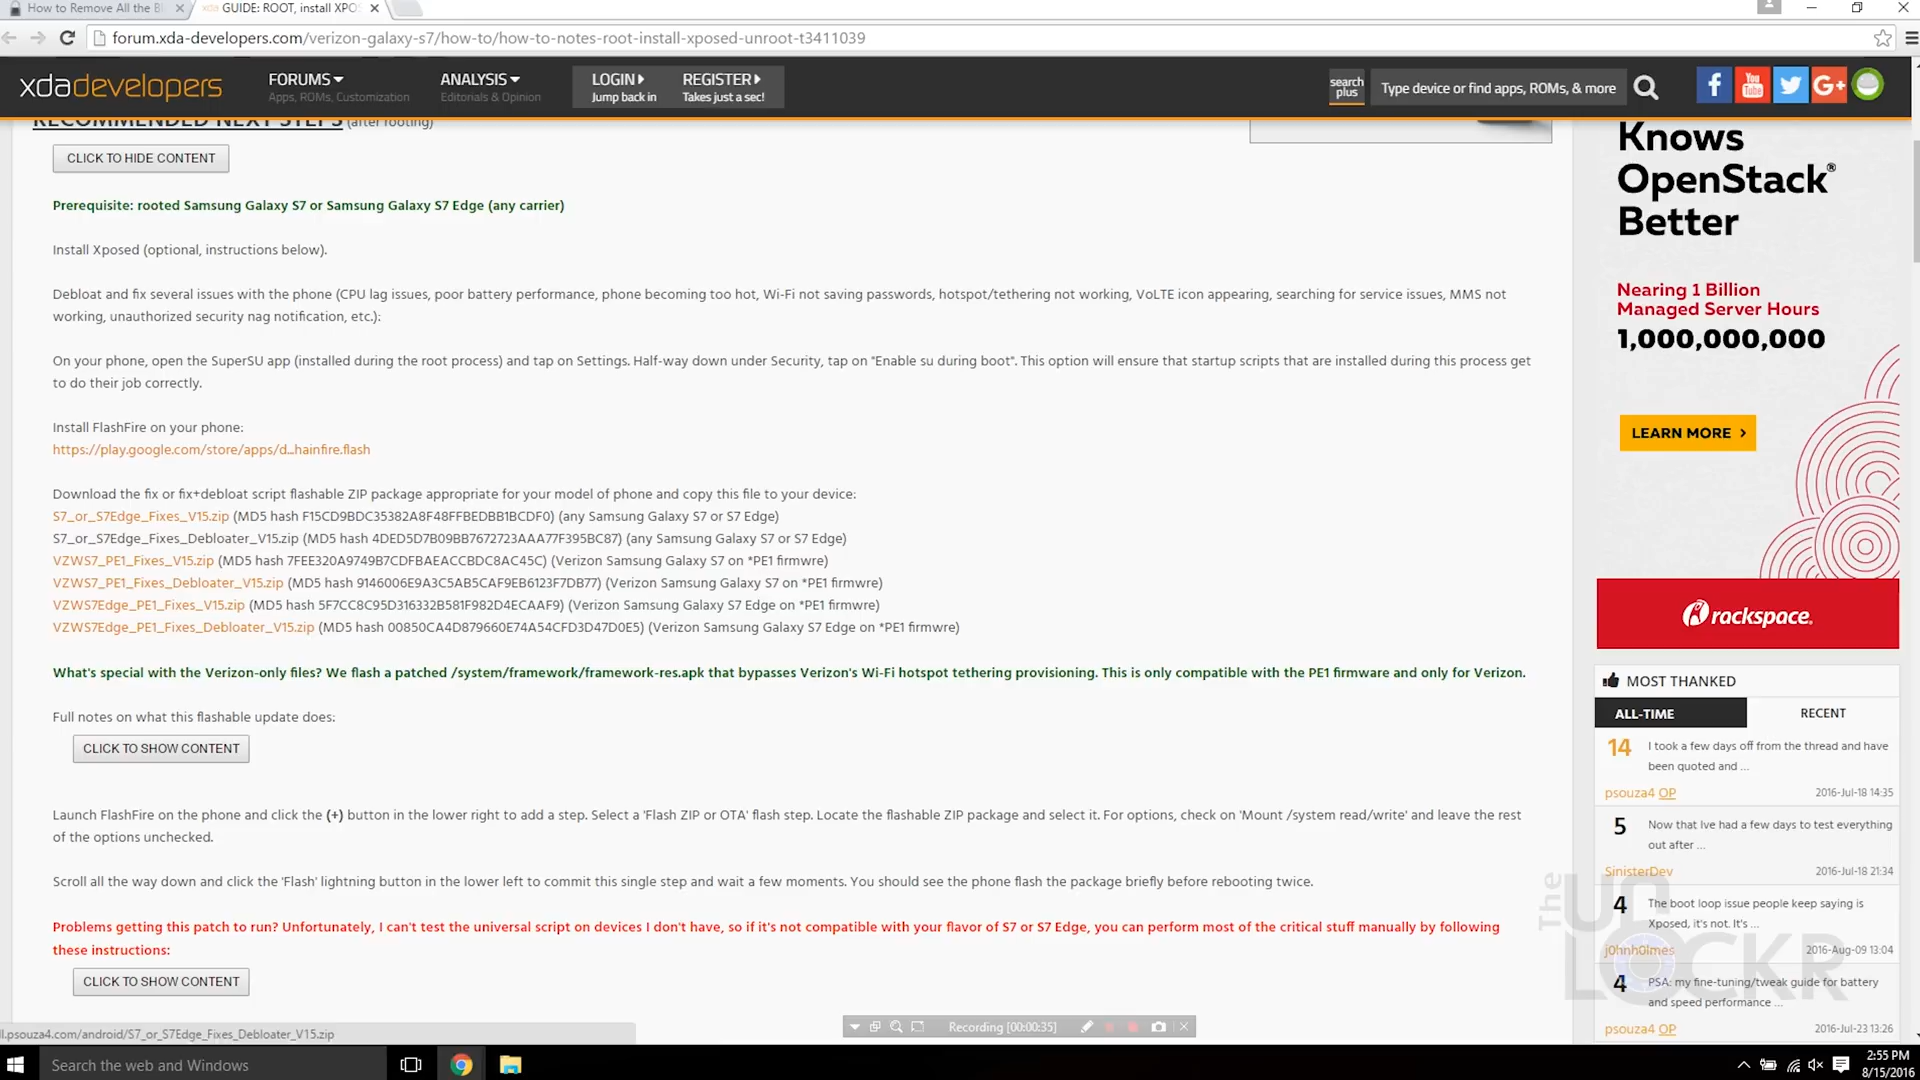 How to Remove All the Bl
GUIDE: ROOT, install XPOS
forum.xda-developers.com/verizon-galaxy-s7/how-to/how-to-notes-root-install-xposed-unroot-t3411039
xdadevelopers
FORUMS
Apps, ROMs, Customization
ANALYSIS
Editorials & Opinion
LOGIN
Jump back in
REGISTER
Takes just a sec!
search plus
Type device or find apps, ROMs, & more
RECOMMENDED NEXT STEPS (after rooting)
CLICK TO HIDE CONTENT
Prerequisite: rooted Samsung Galaxy S7 or Samsung Galaxy S7 Edge (any carrier)
Install Xposed (optional, instructions below).
Debloat and fix several issues with the phone (CPU lag issues, poor battery performance, phone becoming too hot, Wi-Fi not saving passwords, hotspot/tethering not working, VoLTE icon appearing, searching for service issues, MMS not
working, unauthorized security nag notification, etc.):
On your phone, open the SuperSU app (installed during the root process) and tap on Settings. Half-way down under Security, tap on "Enable su during boot". This option will ensure that startup scripts that are installed during this process get
to do their job correctly.
Install FlashFire on your phone:
https://play.google.com/store/apps/d...hainfire.flash
Download the fix or fix+debloat script flashable ZIP package appropriate for your model of phone and copy this file to your device:
S7_or_S7Edge_Fixes_V15.zip (MD5 hash F15CD9BDC35382A8F48FFBEDBB1BCDF0) (any Samsung Galaxy S7 or S7 Edge)
S7_or_S7Edge_Fixes_Debloater_V15.zip (MD5 hash 4DED5D7B09BB7672723AAA77F395BC87) (any Samsung Galaxy S7 or S7 Edge)
VZWS7_PE1_Fixes_V15.zip (MD5 hash 7FEE320A9749B7CDFBAEACCBDC8AC45C) (Verizon Samsung Galaxy S7 on *PE1 firmwre)
VZWS7_PE1_Fixes_Debloater_V15.zip (MD5 hash 9146006E9A3C5AB5CAF9EB6123F7DB77) (Verizon Samsung Galaxy S7 on *PE1 firmwre)
VZWS7Edge_PE1_Fixes_V15.zip (MD5 hash 5F7CC8C95D316332B581F982D4ECAAF9) (Verizon Samsung Galaxy S7 Edge on *PE1 firmwre)
VZWS7Edge_PE1_Fixes_Debloater_V15.zip (MD5 hash 00850CA4D879660E74A54CFD3D47D0E5) (Verizon Samsung Galaxy S7 Edge on *PE1 firmwre)
What's special with the Verizon-only files? We flash a patched /system/framework/framework-res.apk that bypasses Verizon's Wi-Fi hotspot tethering provisioning. This is only compatible with the PE1 firmware and only for Verizon.
Full notes on what this flashable update does:
CLICK TO SHOW CONTENT
Launch FlashFire on the phone and click the (+) button in the lower right to add a step. Select a 'Flash ZIP or OTA' flash step. Locate the flashable ZIP package and select it. For options, check on 'Mount /system read/write' and leave the rest
of the options unchecked.
Scroll all the way down and click the 'Flash' lightning button in the lower left to commit this single step and wait a few moments. You should see the phone flash the package briefly before rebooting twice.
Problems getting this patch to run? Unfortunately, I can't test the universal script on devices I don't have, so if it's not compatible with your flavor of S7 or S7 Edge, you can perform most of the critical stuff manually by following
these instructions:
CLICK TO SHOW CONTENT
Knows
OpenStack®
Better
Nearing 1 Billion
Managed Server Hours
1,000,000,000
LEARN MORE >
rackspace.
MOST THANKED
ALL-TIME
RECENT
14 I took a few days off from the thread and have
been quoted and ...
psouza4 OP 2016-Jul-18 14:35
5 Now that Ive had a few days to test everything
out after ...
SinisterDev 2016-Jul-18 21:34
4 The boot loop issue people keep saying is
Xposed, it's not. It's ...
j0hnh0lmes 2016-Aug-09 13:04
4 PSA: my fine-tuning/tweak guide for battery
and speed performance ...
psouza4 OP 2016-Jul-23 13:26
The UnLOCKR
ll.psouza4.com/android/S7_or_S7Edge_Fixes_Debloater_V15.zip
Recording [00:00:35]
Search the web and Windows
2:55 PM
8/15/2016